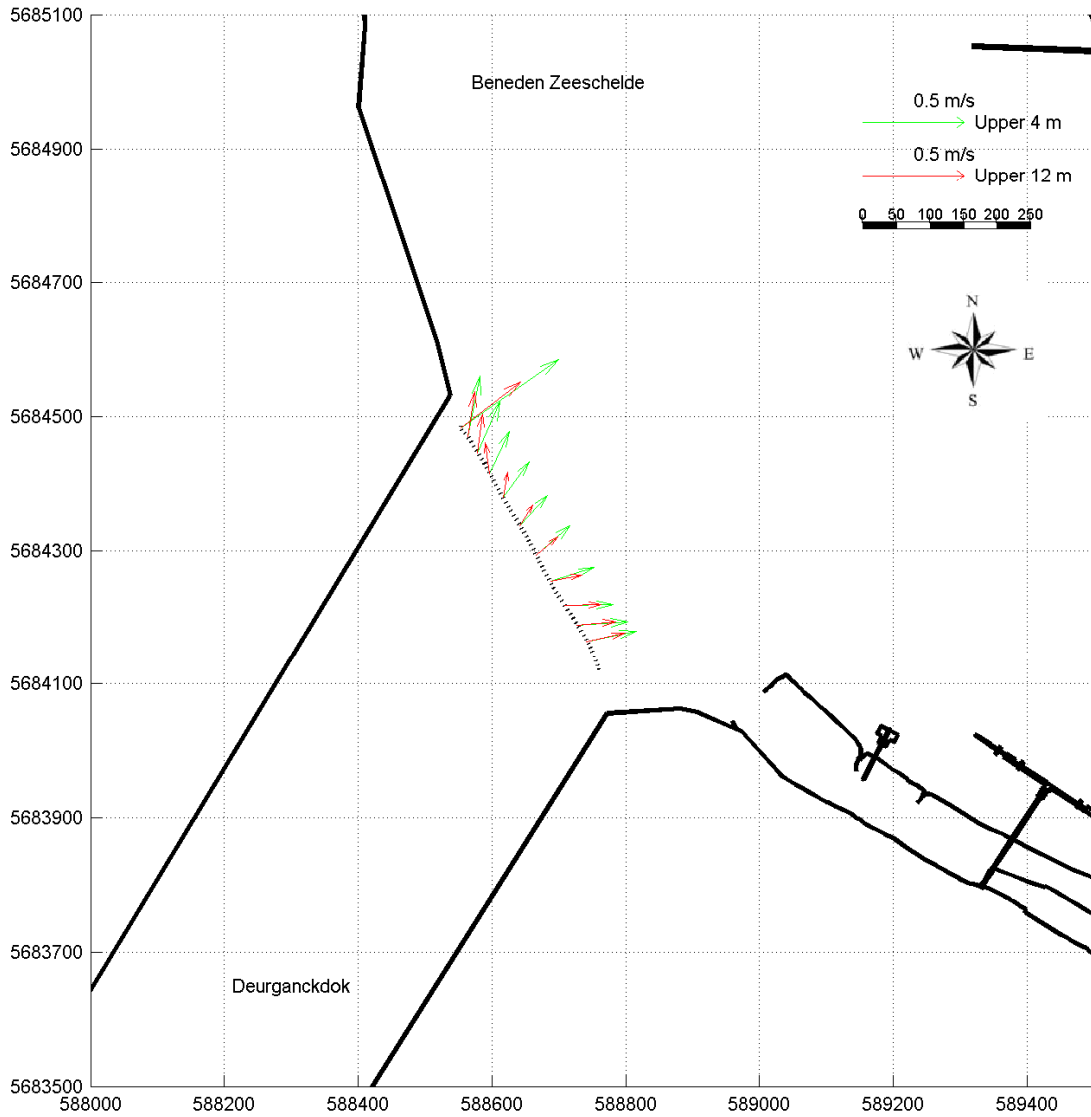 5685100
Beneden Zeeschelde
0.5 m/s
Upper 4 m
5684900
0.5 m/s
Upper 12 m
0 50 100 150 200 250
5684700
N
W E
S
5684500
5684300
5684100
5683900
5683700
Deurganckdok
5683500
588000 588200 588400 588600 588800 589000 589200 589400